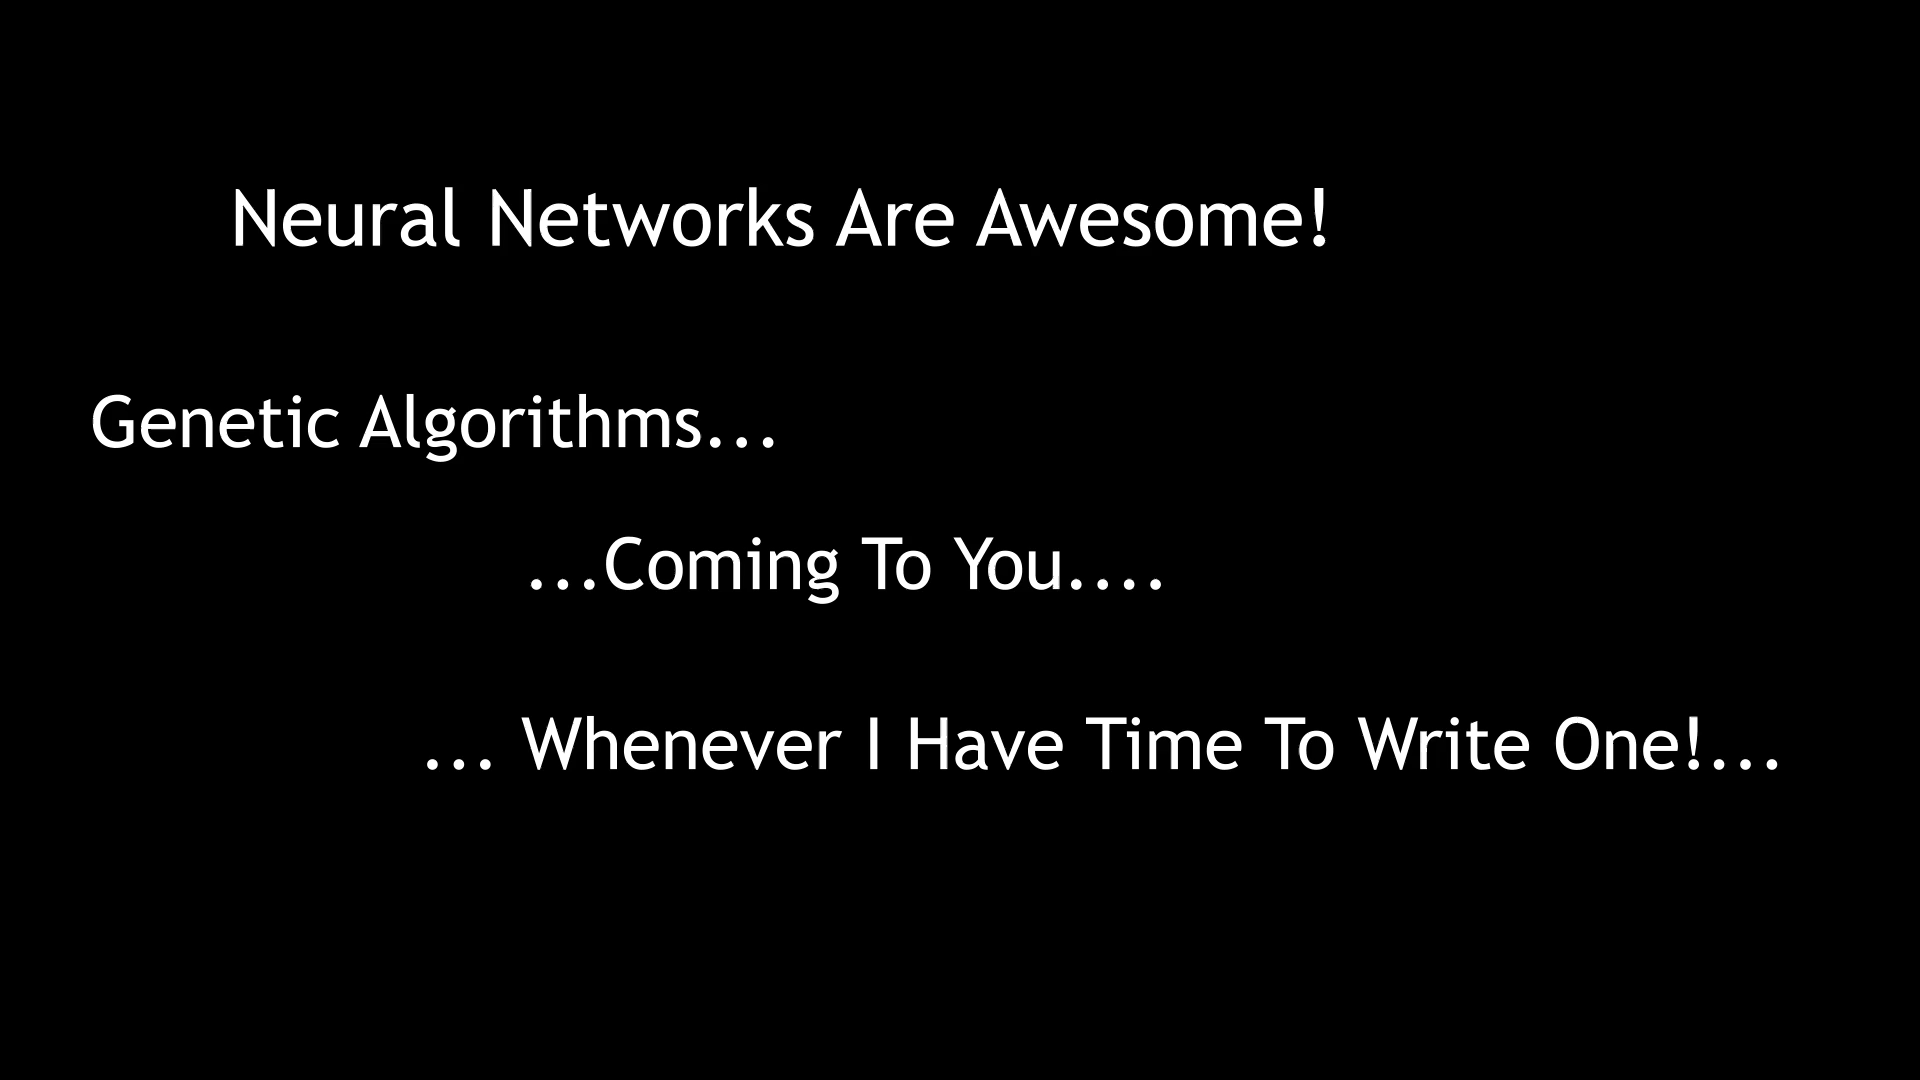 Neural Networks Are Awesome!
Genetic Algorithms...
...Coming To You....
... Whenever I Have Time To Write One!...